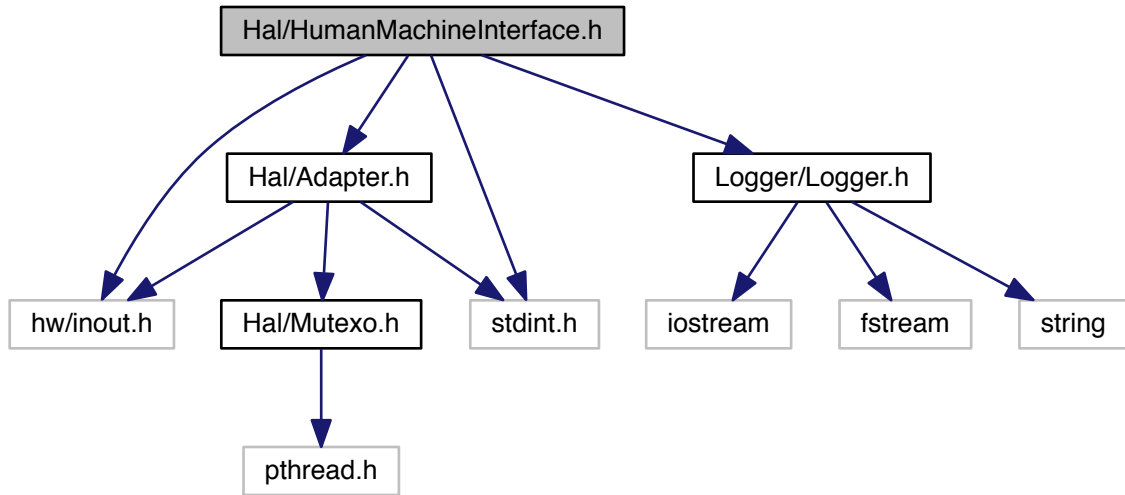 Hal/HumanMachineInterface.h
Hal/Adapter.h
Logger/Logger.h
hw/inout.h
Hal/Mutexo.h
stdint.h
iostream
fstream
string
pthread.h